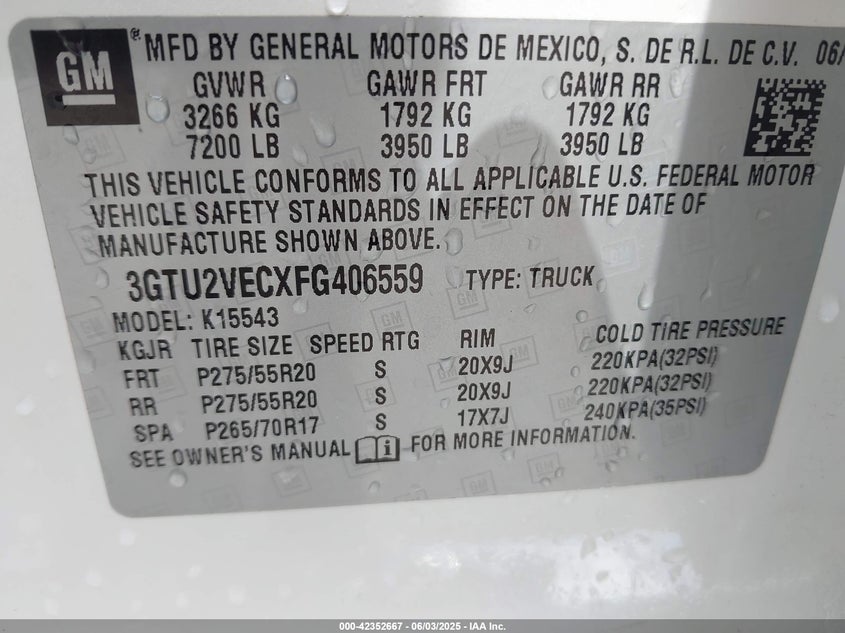 GM ® MFD BY GENERAL MOTORS DE MEXICO, S. DE R.L. DE C.V. 06/
GVWR GAWR FRT GAWR RR
3266 KG 1792 KG 1792 KG
7200 LB 3950 LB 3950 LB
THIS VEHICLE CONFORMS TO ALL APPLICABLE U.S. FEDERAL MOTOR
VEHICLE SAFETY STANDARDS IN EFFECT ON THE DATE OF
MANUFACTURE SHOWN ABOVE.
3GTU2VECXFG406559 TYPE: TRUCK
MODEL: K15543
KGJR TIRE SIZE SPEED RTG RIM COLD TIRE PRESSURE
FRT P275/55R20 S 20X9J 220KPA(32PSI)
RR P275/55R20 S 20X9J 220KPA(32PSI)
SPA P265/70R17 S 17X7J 240KPA(35PSI)
SEE OWNER'S MANUAL FOR MORE INFORMATION.
000-42352667 - 06/03/2025 - IAA Inc.